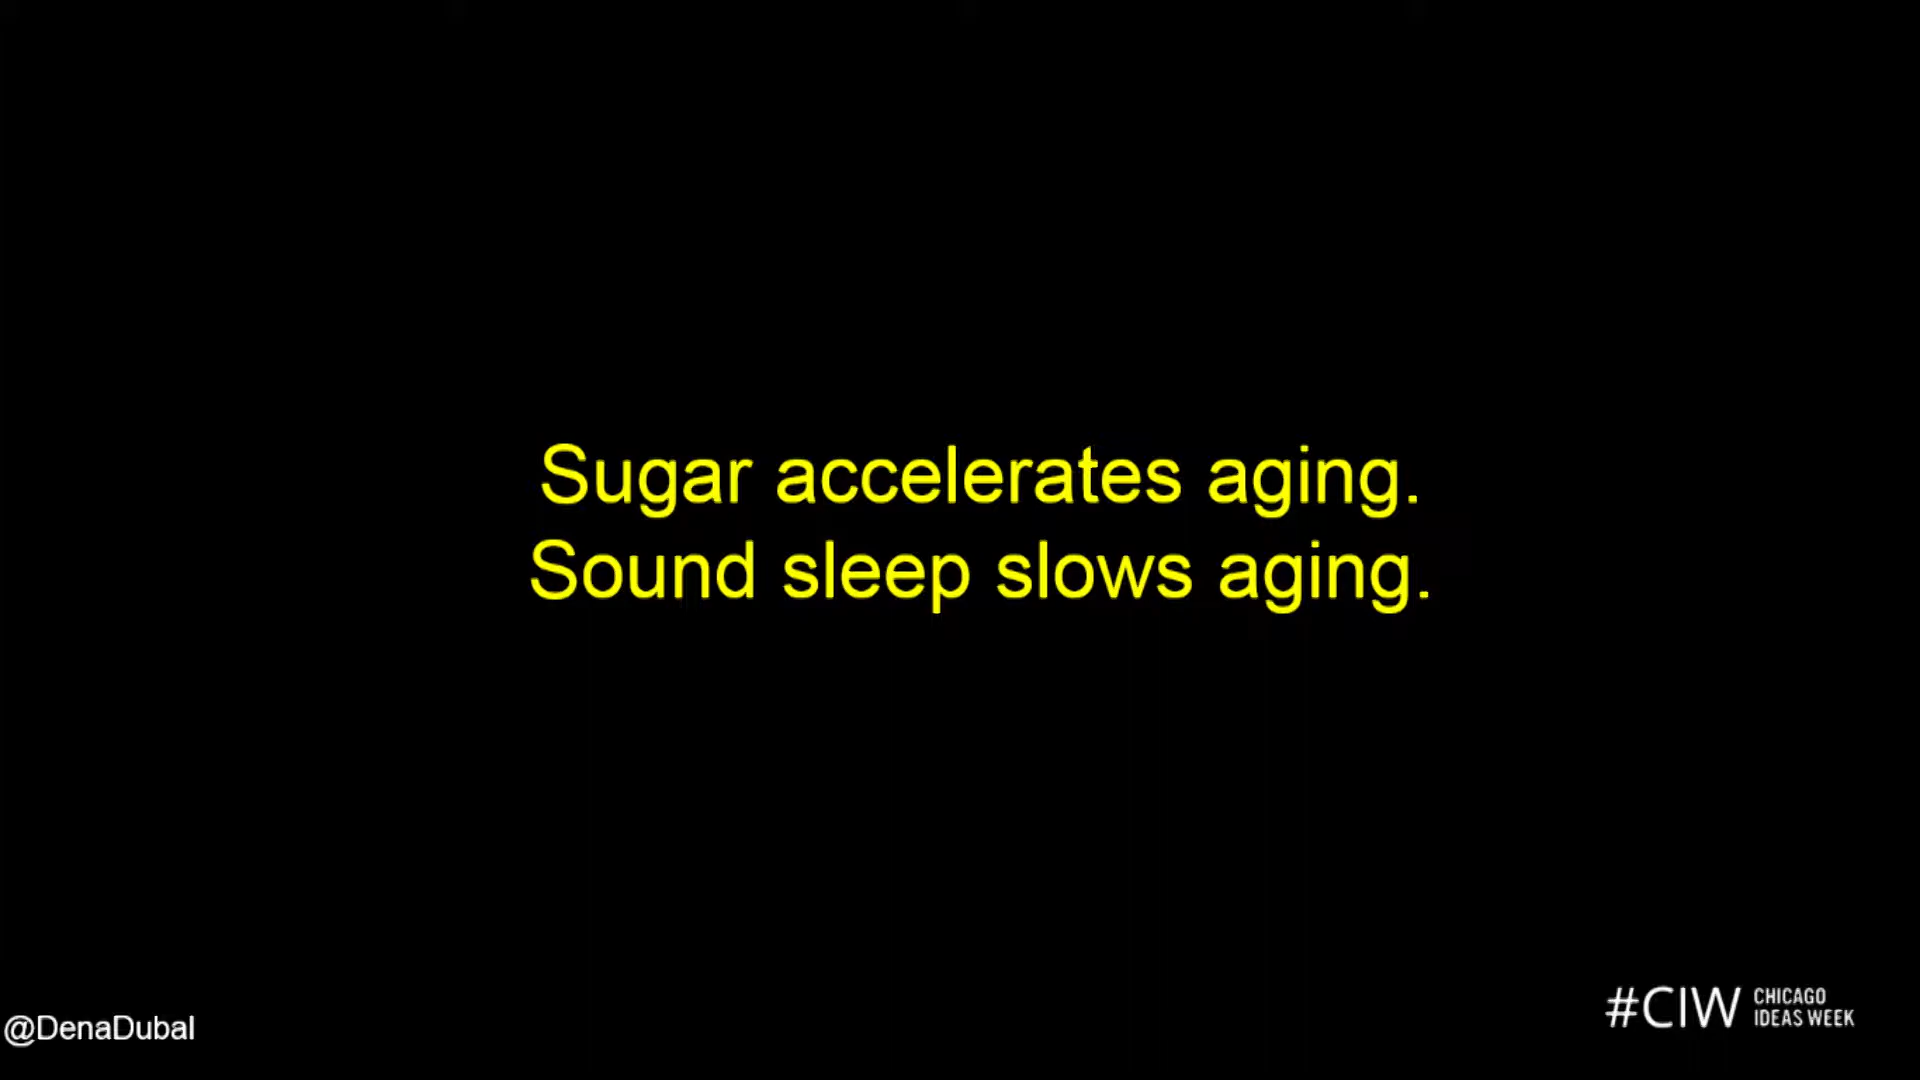 Sugar accelerates aging.
Sound sleep slows aging.
@DenaDubal
#CIW CHICAGO
IDEAS WEEK